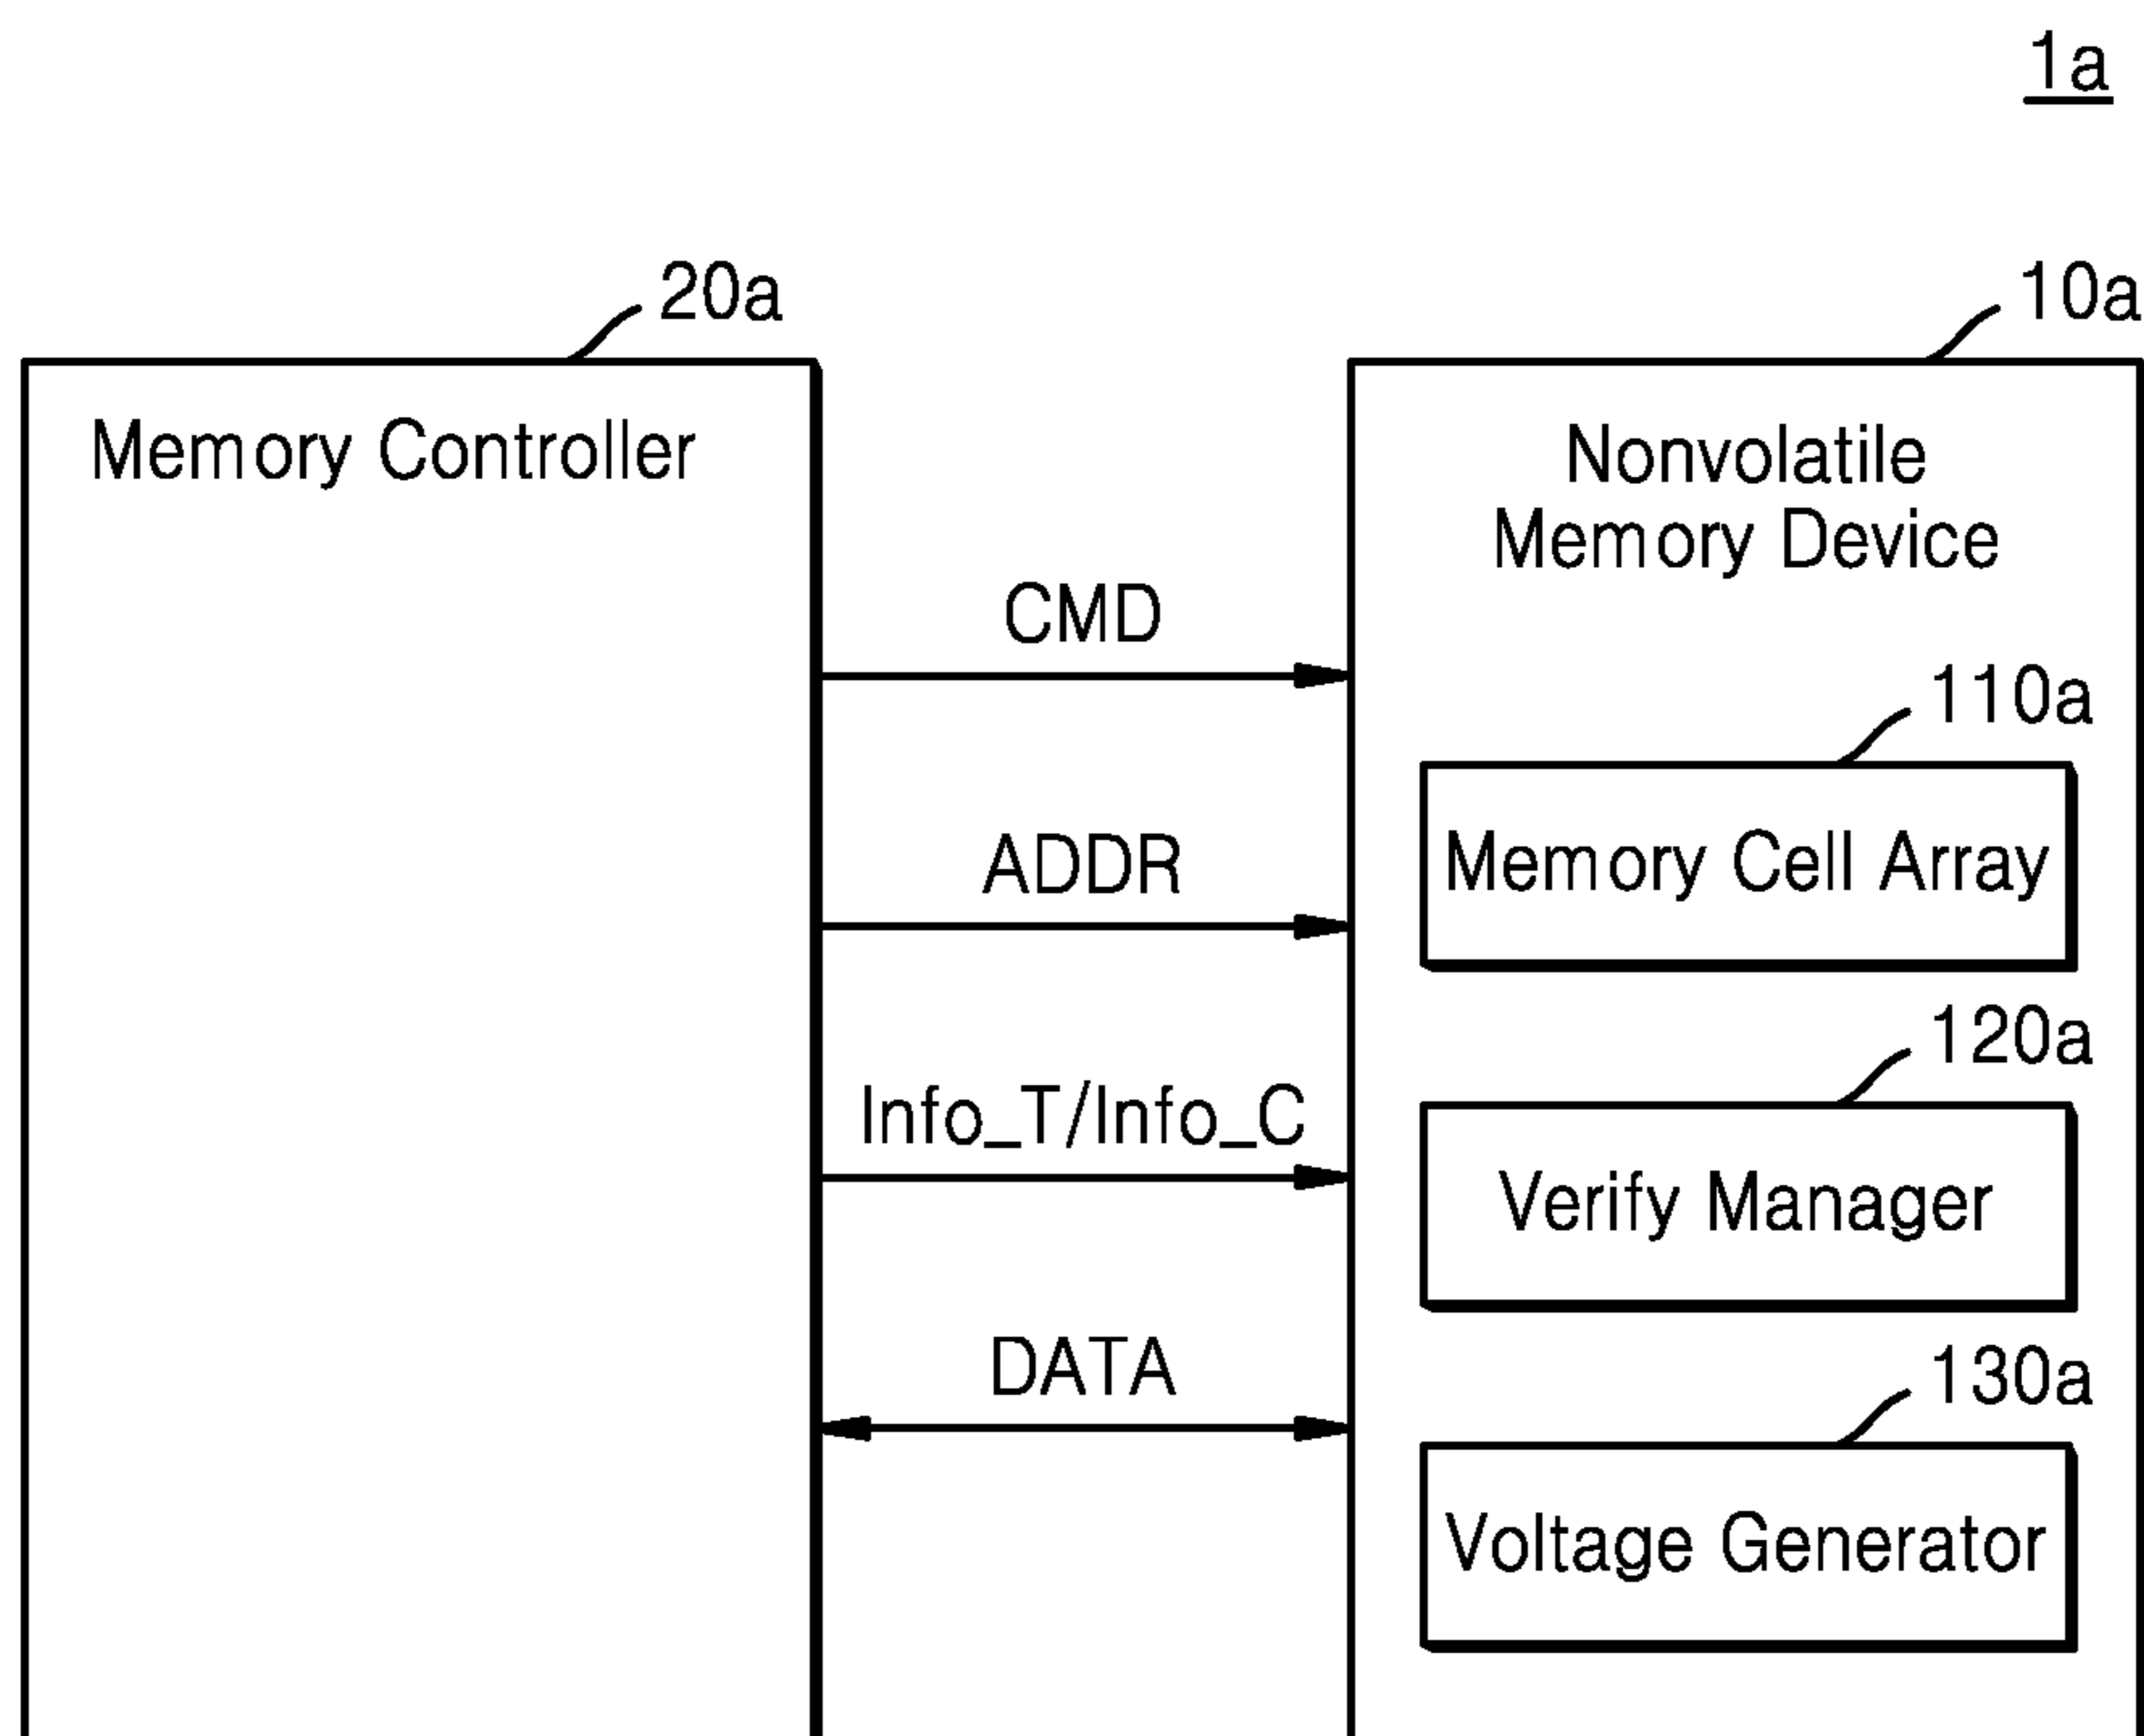 1a
20a
10a
Memory Controller
Nonvolatile
Memory Device
CMD
110a
ADDR
Memory Cell Array
120a
Info_T/Info_C
Verify Manager
DATA
130a
Voltage Generator